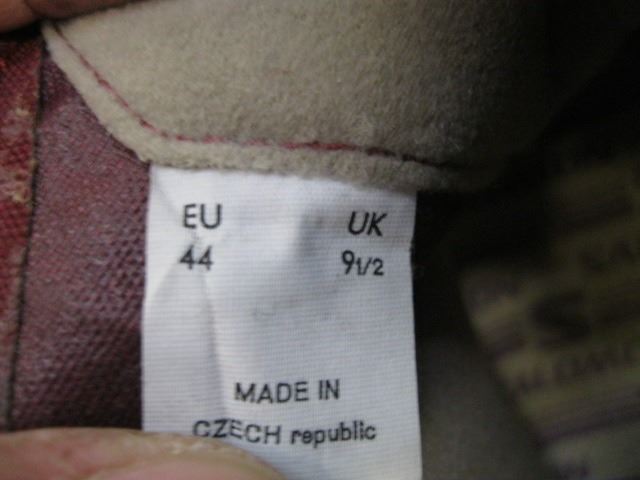 EU UK
44 91/2
MADE IN
CZECH republic